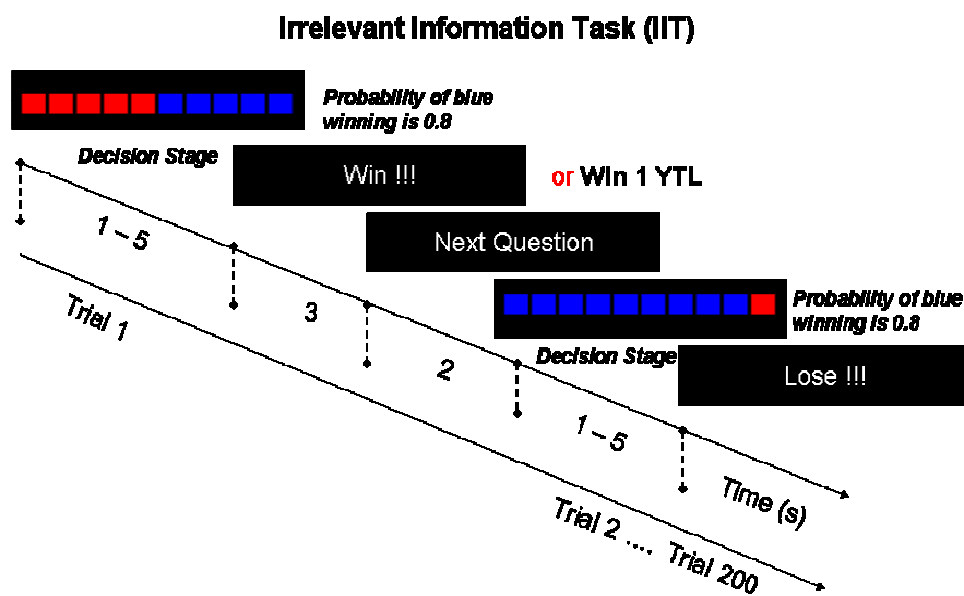 Irrelevant Information Task (IIT)
Probability of blue
winning is 0.8
Decision Stage
Win !!!
or Win 1 YTL
Next Question
1 – 5
3
2
1 – 5
Probability of blue
winning is 0.8
Decision Stage
Lose !!!
Trial 1
Time (s)
Trial 2 .... Trial 200